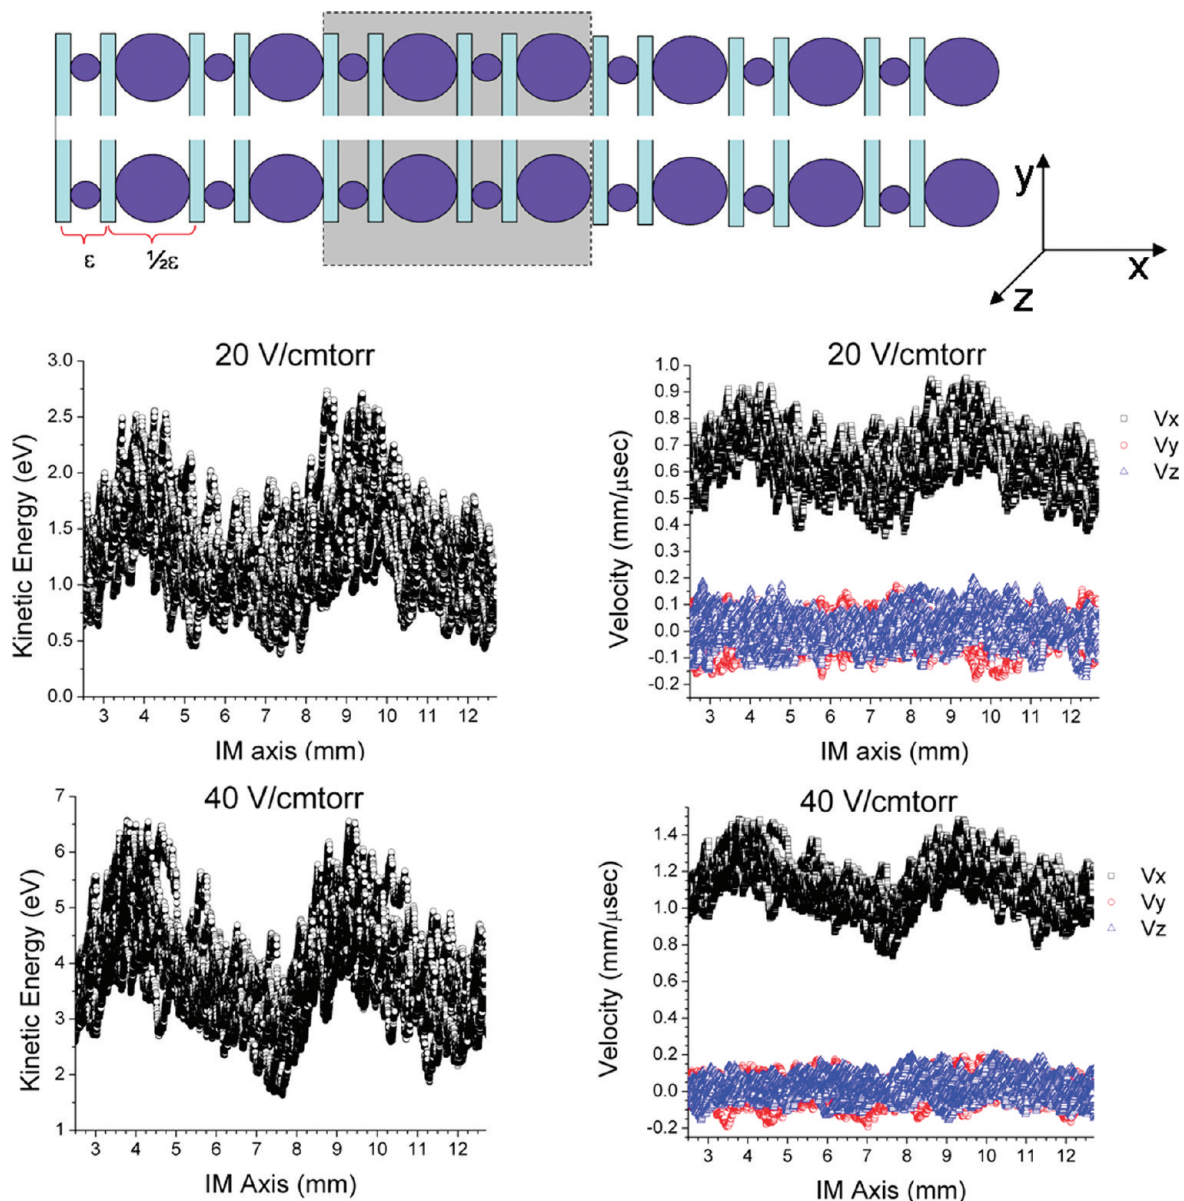 ε
½ε
y
x
z
20 V/cmtorr
Kinetic Energy (eV)
3.0
2.5
2.0
1.5
1.0
0.5
0.0
3 4 5 6 7 8 9 10 11 12
IM axis (mm)
20 V/cmtorr
Velocity (mm/μsec)
1.0
0.9
0.8
0.7
0.6
0.5
0.4
0.3
0.2
0.1
0.0
-0.1
-0.2
3 4 5 6 7 8 9 10 11 12
IM axis (mm)
Vx
Vy
Vz
40 V/cmtorr
Kinetic Energy (eV)
7
6
5
4
3
2
1
3 4 5 6 7 8 9 10 11 12
IM Axis (mm)
40 V/cmtorr
Velocity (mm/μsec)
1.4
1.2
1.0
0.8
0.6
0.4
0.2
0.0
-0.2
3 4 5 6 7 8 9 10 11 12
IM Axis (mm)
Vx
Vy
Vz